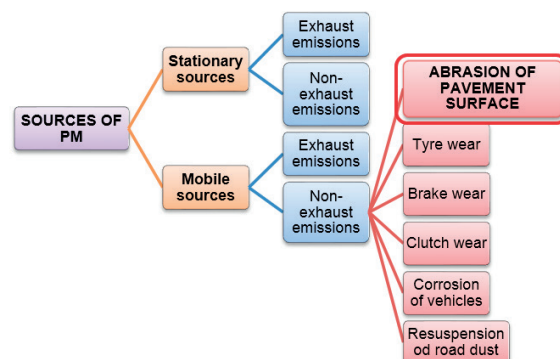 SOURCES OF
PM
Stationary
sources
Mobile
sources
Exhaust
emissions
Non-
exhaust
emissions
Exhaust
emissions
Non-
exhaust
emissions
ABRASION OF
PAVEMENT
SURFACE
Tyre wear
Brake wear
Clutch wear
Corrosion
of vehicles
Resuspension
od road dust